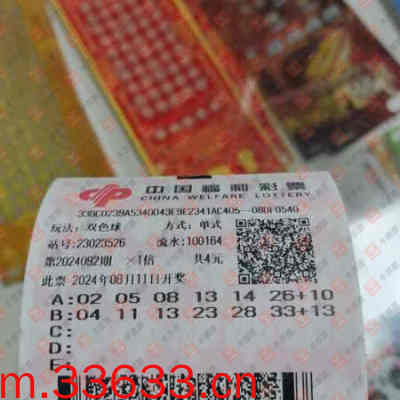 中国福利彩票
CHINA WELFARE LOTTERY
玩法: 双色球 方式: 单式
站号:23023526 流水:100164
第2024092期 ×1倍 共4元
此票 2024年08月11日开奖
A:02 05 08 13 14 26+10
B:04 11 13 23 28 33+13
C:
D:
E:
m.33633.cn